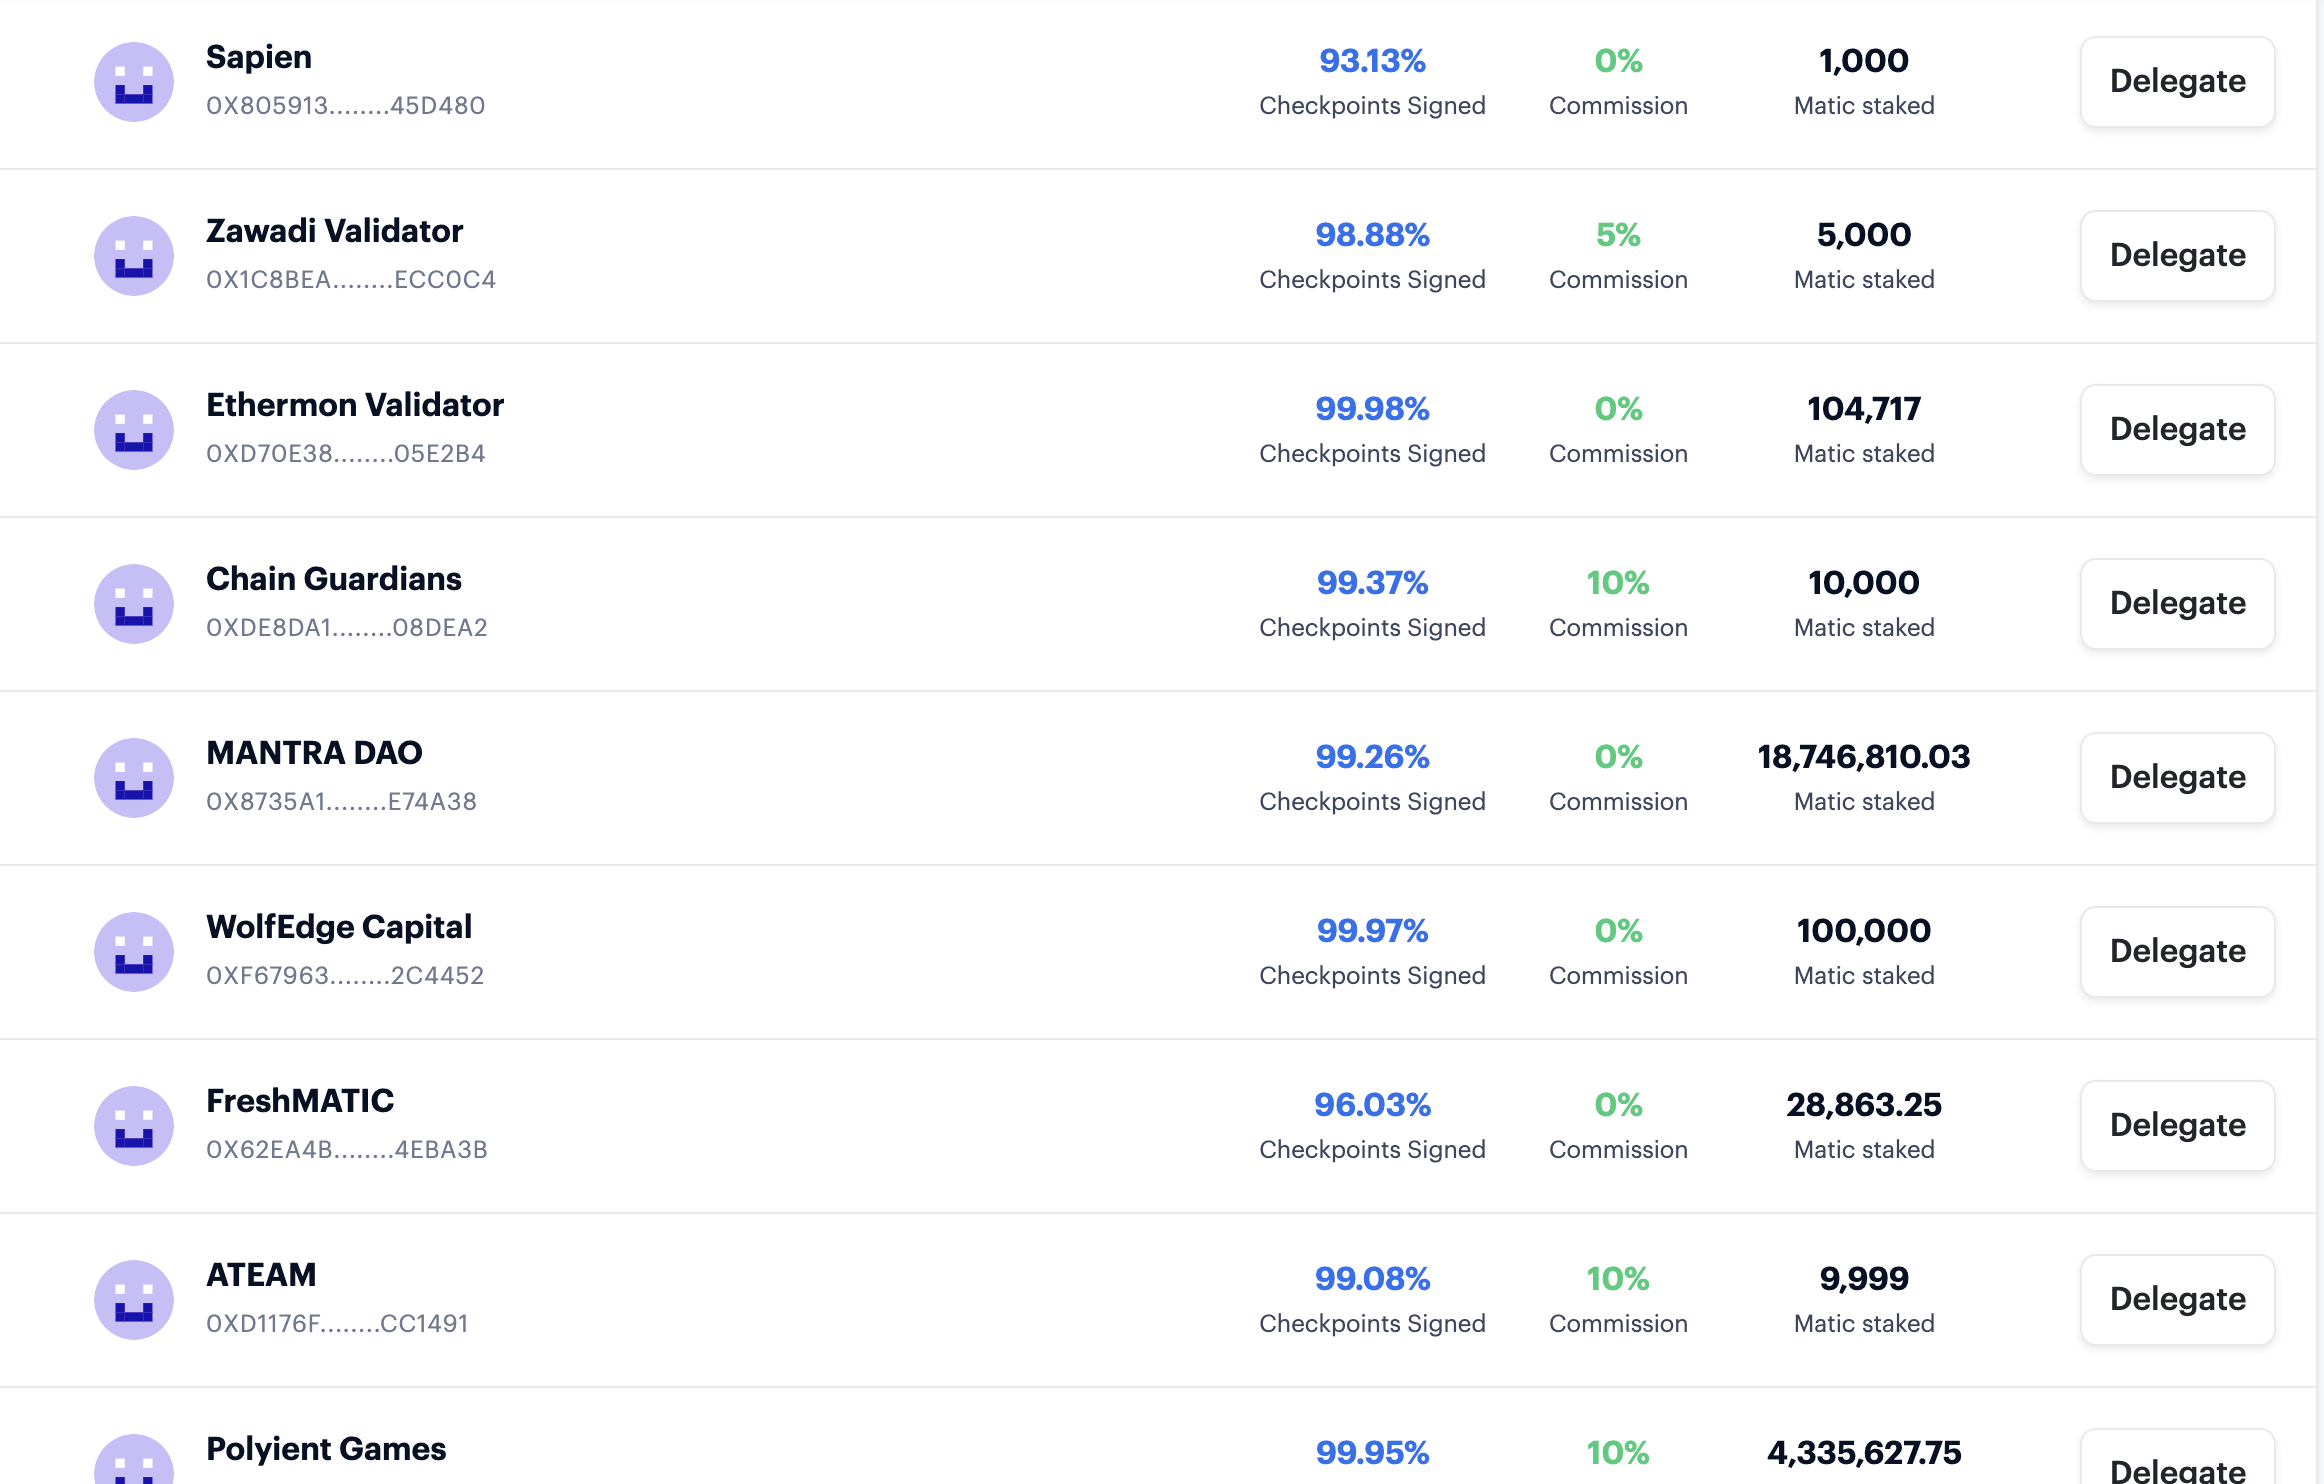 Sapien
0X805913........45D480
93.13%
Checkpoints Signed
0%
Commission
1,000
Matic staked
Delegate
Zawadi Validator
0X1C8BEA........ECC0C4
98.88%
Checkpoints Signed
5%
Commission
5,000
Matic staked
Delegate
Ethermon Validator
0XD70E38........05E2B4
99.98%
Checkpoints Signed
0%
Commission
104,717
Matic staked
Delegate
Chain Guardians
0XDE8DA1........08DEA2
99.37%
Checkpoints Signed
10%
Commission
10,000
Matic staked
Delegate
MANTRA DAO
0X8735A1........E74A38
99.26%
Checkpoints Signed
0%
Commission
18,746,810.03
Matic staked
Delegate
WolfEdge Capital
0XF67963........2C4452
99.97%
Checkpoints Signed
0%
Commission
100,000
Matic staked
Delegate
FreshMATIC
0X62EA4B........4EBA3B
96.03%
Checkpoints Signed
0%
Commission
28,863.25
Matic staked
Delegate
ATEAM
0XD1176F........CC1491
99.08%
Checkpoints Signed
10%
Commission
9,999
Matic staked
Delegate
Polyient Games
99.95%
10%
4,335,627.75
Delegate